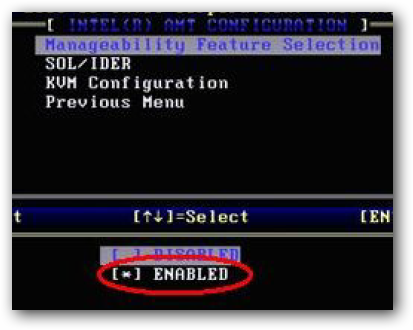 [ INTEL(R) AMT CONFIGURATION ]
Manageability Feature Selection
SOL/IDER
KVM Configuration
Previous Menu
t [↑↓]=Select [EN
[ ] DISABLED
[*] ENABLED